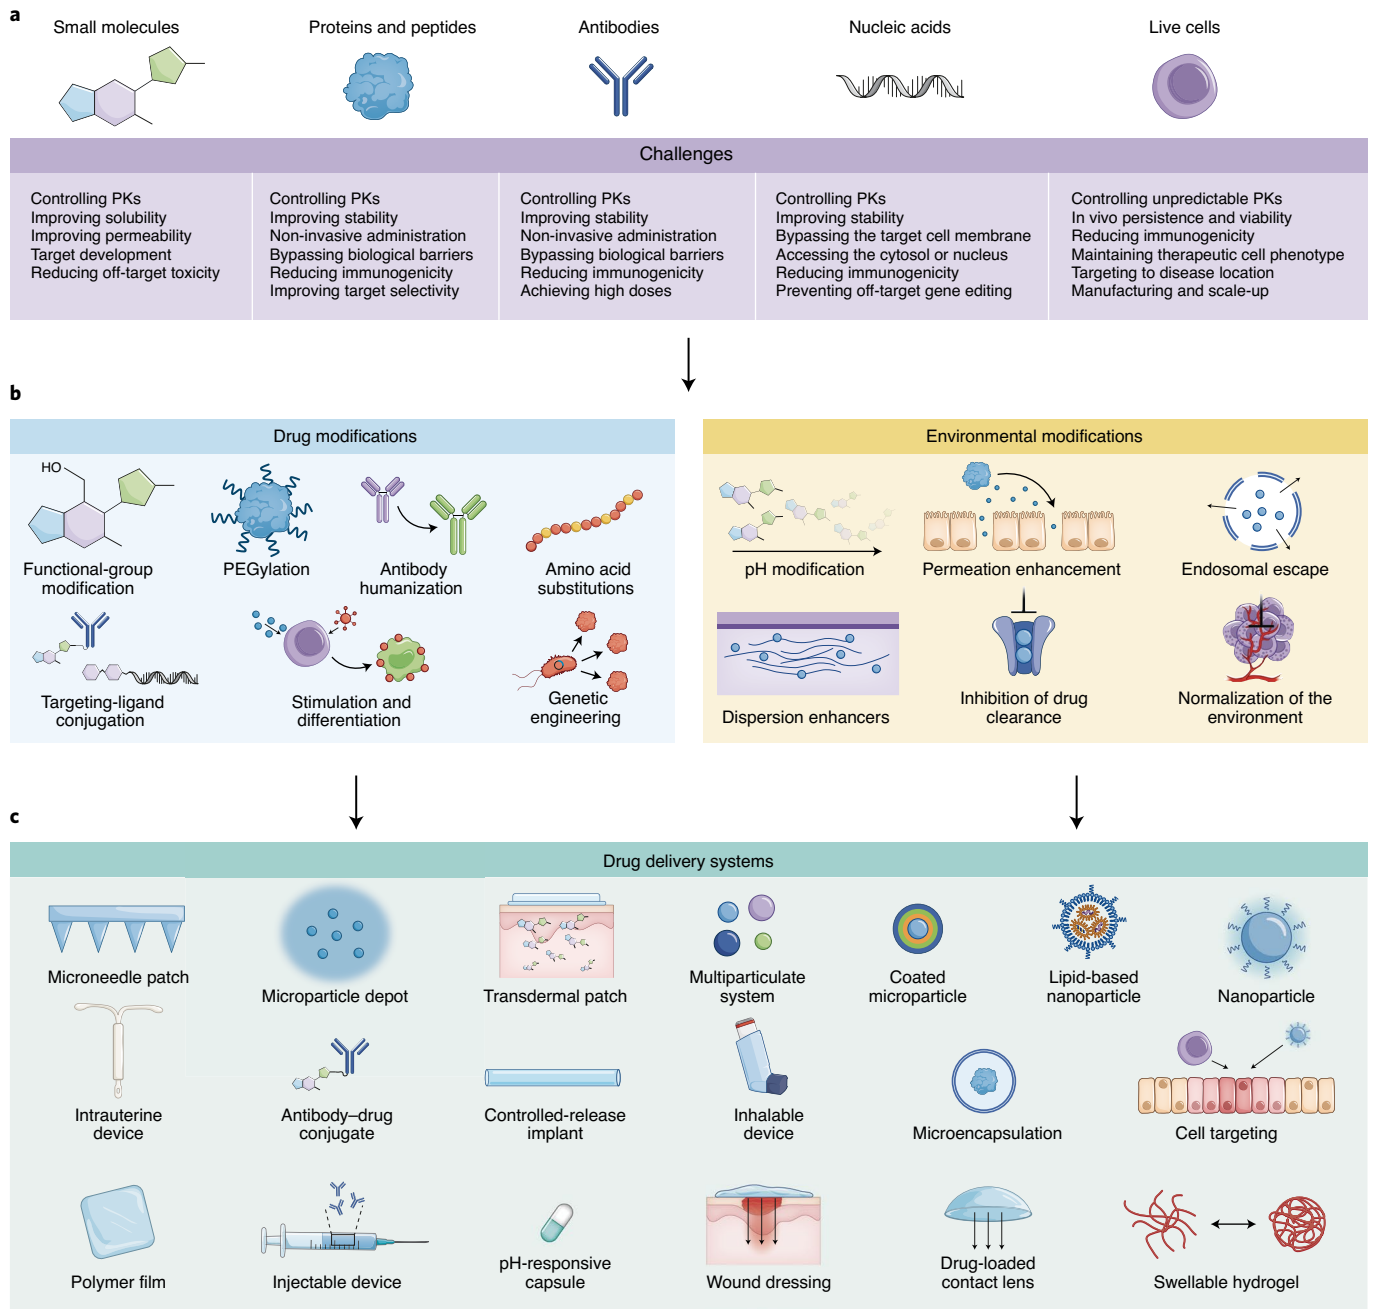 a
Small molecules
Proteins and peptides
Antibodies
Nucleic acids
Live cells
Challenges
Controlling PKs
Improving solubility
Improving permeability
Target development
Reducing off-target toxicity
Controlling PKs
Improving stability
Non-invasive administration
Bypassing biological barriers
Reducing immunogenicity
Improving target selectivity
Controlling PKs
Improving stability
Non-invasive administration
Bypassing biological barriers
Reducing immunogenicity
Achieving high doses
Controlling PKs
Improving stability
Bypassing the target cell membrane
Accessing the cytosol or nucleus
Reducing immunogenicity
Preventing off-target gene editing
Controlling unpredictable PKs
In vivo persistence and viability
Reducing immunogenicity
Maintaining therapeutic cell phenotype
Targeting to disease location
Manufacturing and scale-up
b
Drug modifications
HO
Functional-group
modification
PEGylation
Antibody
humanization
Amino acid
substitutions
Targeting-ligand
conjugation
Stimulation and
differentiation
Genetic
engineering
Environmental modifications
pH modification
Permeation enhancement
Endosomal escape
Dispersion enhancers
Inhibition of drug
clearance
Normalization of the
environment
c
Drug delivery systems
Microneedle patch
Microparticle depot
Transdermal patch
Multiparticulate
system
Coated
microparticle
Lipid-based
nanoparticle
Nanoparticle
Intrauterine
device
Antibody–drug
conjugate
Controlled-release
implant
Inhalable
device
Microencapsulation
Cell targeting
Polymer film
Injectable device
pH-responsive
capsule
Wound dressing
Drug-loaded
contact lens
Swellable hydrogel